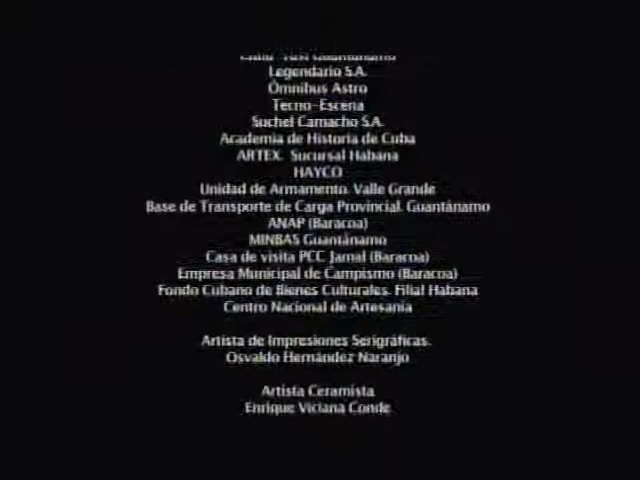 Legendario S.A.
Ómnibus Astro
Tecno-Escena
Suchel Camacho S.A.
Academia de Historia de Cuba
ARTEX. Sucursal Habana
HAYCO
Unidad de Armamento. Valle Grande
Base de Transporte de Carga Provincial. Guantánamo
ANAP (Baracoa)
MINBAS Guantánamo
Casa de visita PCC Jamal (Baracoa)
Empresa Municipal de Campismo (Baracoa)
Fondo Cubano de Bienes Culturales. Filial Habana
Centro Nacional de Artesanía
Artista de Impresiones Serigráficas.
Osvaldo Hernández Naranjo
Artista Ceramista
Enrique Viciana Conde